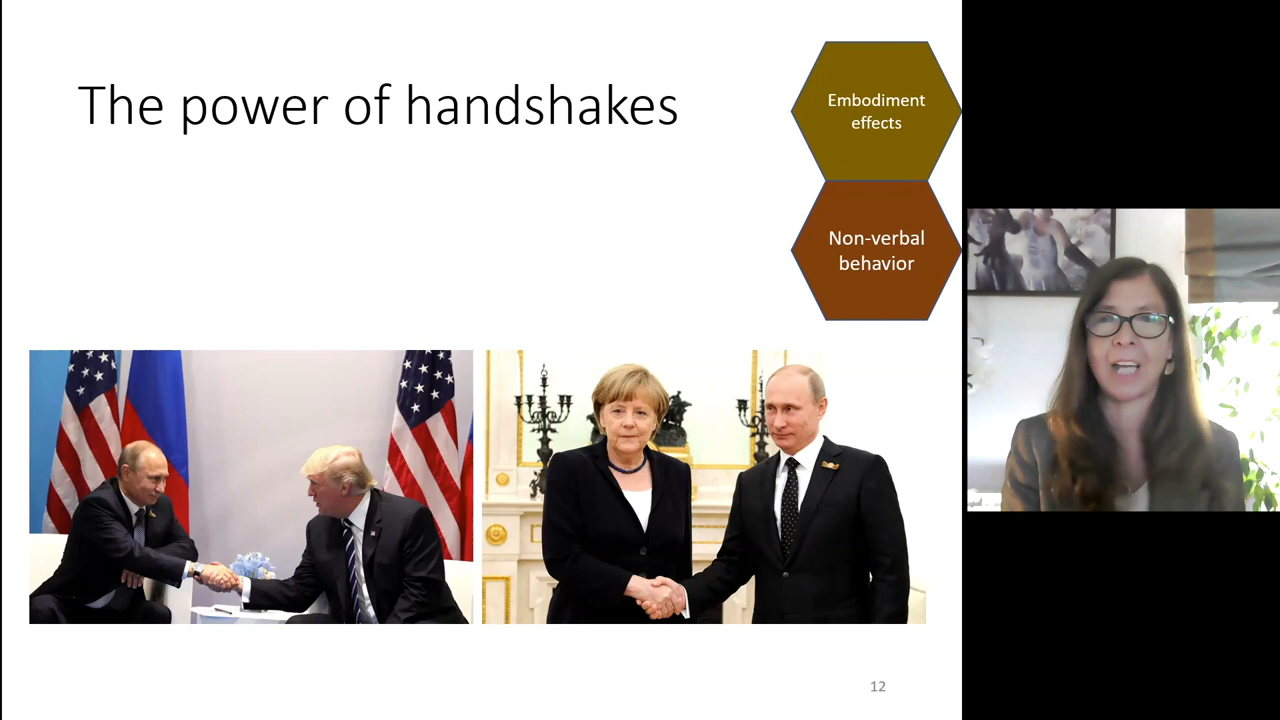 The power of handshakes
Embodiment
effects
Non-verbal
behavior
12